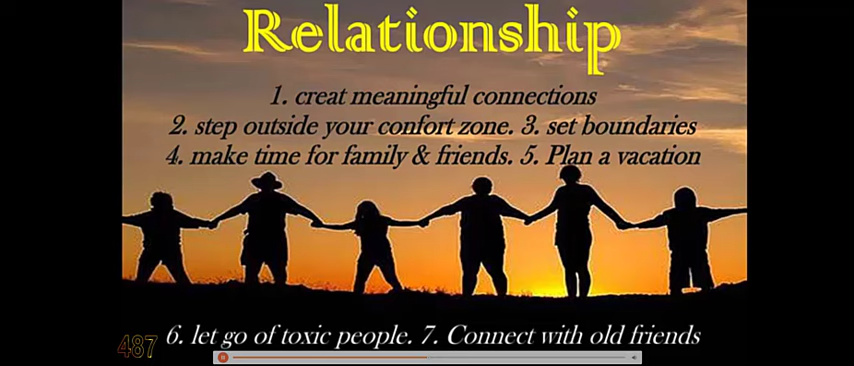 Relationship
1. creat meaningful connections
2. step outside your confort zone. 3. set boundaries
4. make time for family & friends. 5. Plan a vacation
6. let go of toxic people. 7. Connect with old friends
487